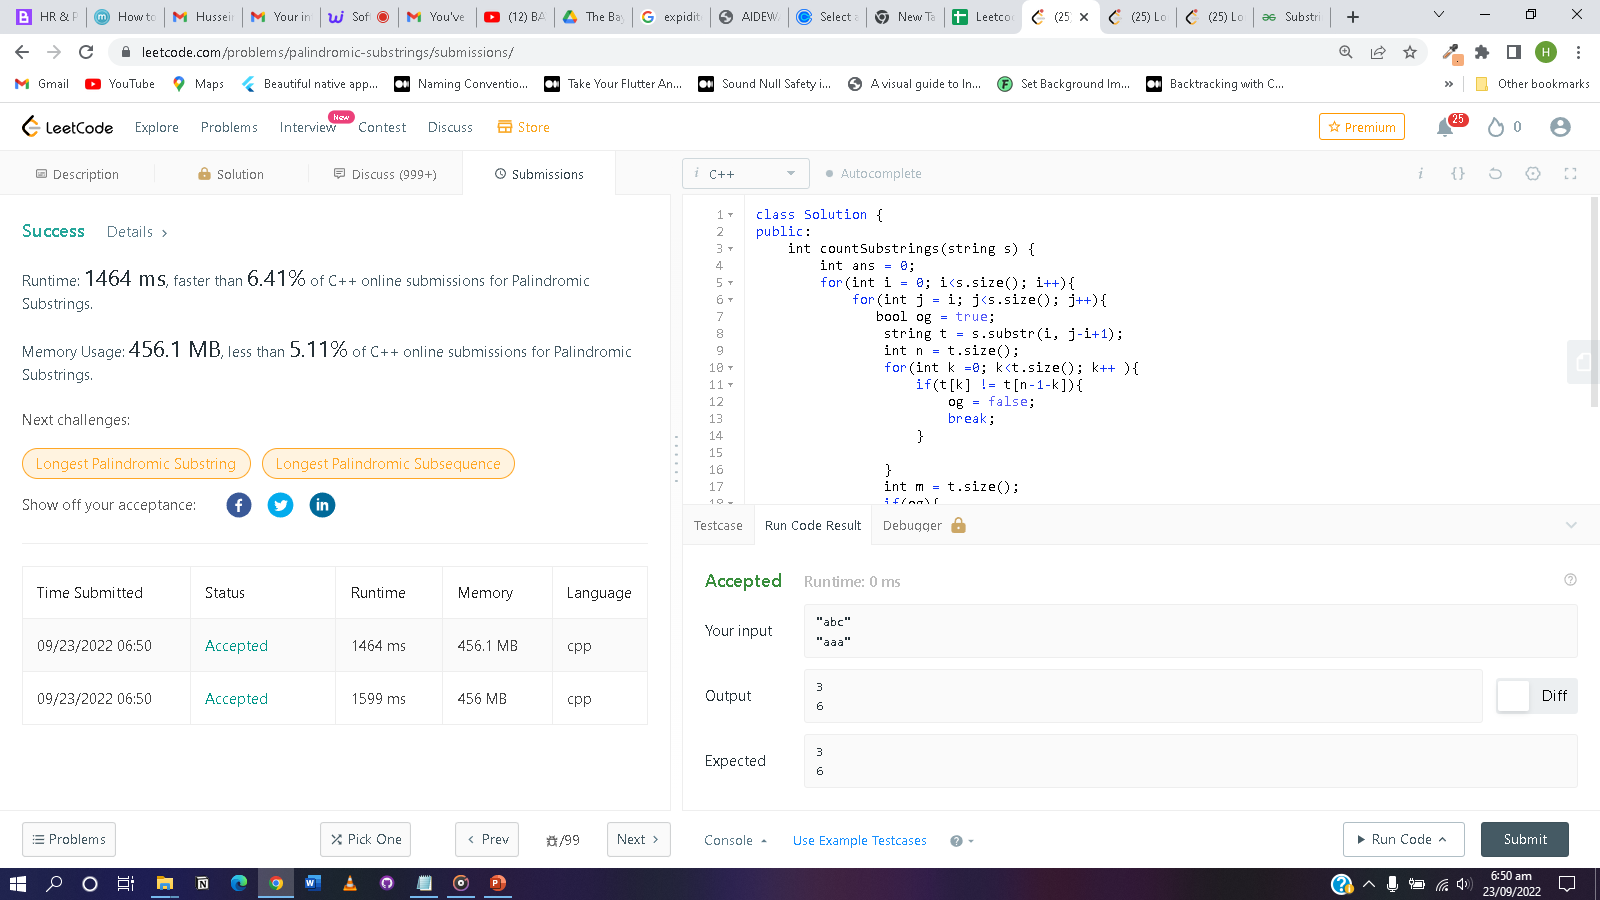 HR & P
How to
Hussei
Your in
Sof
You've
(12) BA
The Ba
expidit
AIDEW
Select a
New Ta
Leetco
(25
(25) Lo
(25) Lo
Substri
leetcode.com/problems/palindromic-substrings/submissions/
H
Gmail
YouTube
Maps
Beautiful native app...
Naming Conventio...
Take Your Flutter An...
Sound Null Safety i...
A visual guide to In...
Set Background Im...
Backtracking with C...
»
Other bookmarks
LeetCode
Explore
Problems
Interview
New
Contest
Discuss
Store
Premium
25
0
Description
Solution
Discuss (999+)
Submissions
i C++
Autocomplete
Success
Details >
Runtime: 1464 ms, faster than 6.41% of C++ online submissions for Palindromic
Substrings.
Memory Usage: 456.1 MB, less than 5.11% of C++ online submissions for Palindromic
Substrings.
Next challenges:
Longest Palindromic Substring
Longest Palindromic Subsequence
Show off your acceptance:
Time Submitted Status Runtime Memory Language
09/23/2022 06:50 Accepted 1464 ms 456.1 MB cpp
09/23/2022 06:50 Accepted 1599 ms 456 MB cpp
1 class Solution {
2 public:
3 int countSubstrings(string s) {
4 int ans = 0;
5 for(int i = 0; i<s.size(); i++){
6 for(int j = i; j<s.size(); j++){
7 bool og = true;
8 string t = s.substr(i, j-i+1);
9 int n = t.size();
10 for(int k =0; k<t.size(); k++ ){
11 if(t[k] != t[n-1-k]){
12 og = false;
13 break;
14 }
15
16 }
17 int m = t.size();
18 if(og){
Testcase
Run Code Result
Debugger
Accepted Runtime: 0 ms
Your input
"abc"
"aaa"
Output
3
6
Diff
Expected
3
6
Problems
Pick One
< Prev
/99
Next >
Console
Use Example Testcases
Run Code
Submit
6:50 am
23/09/2022